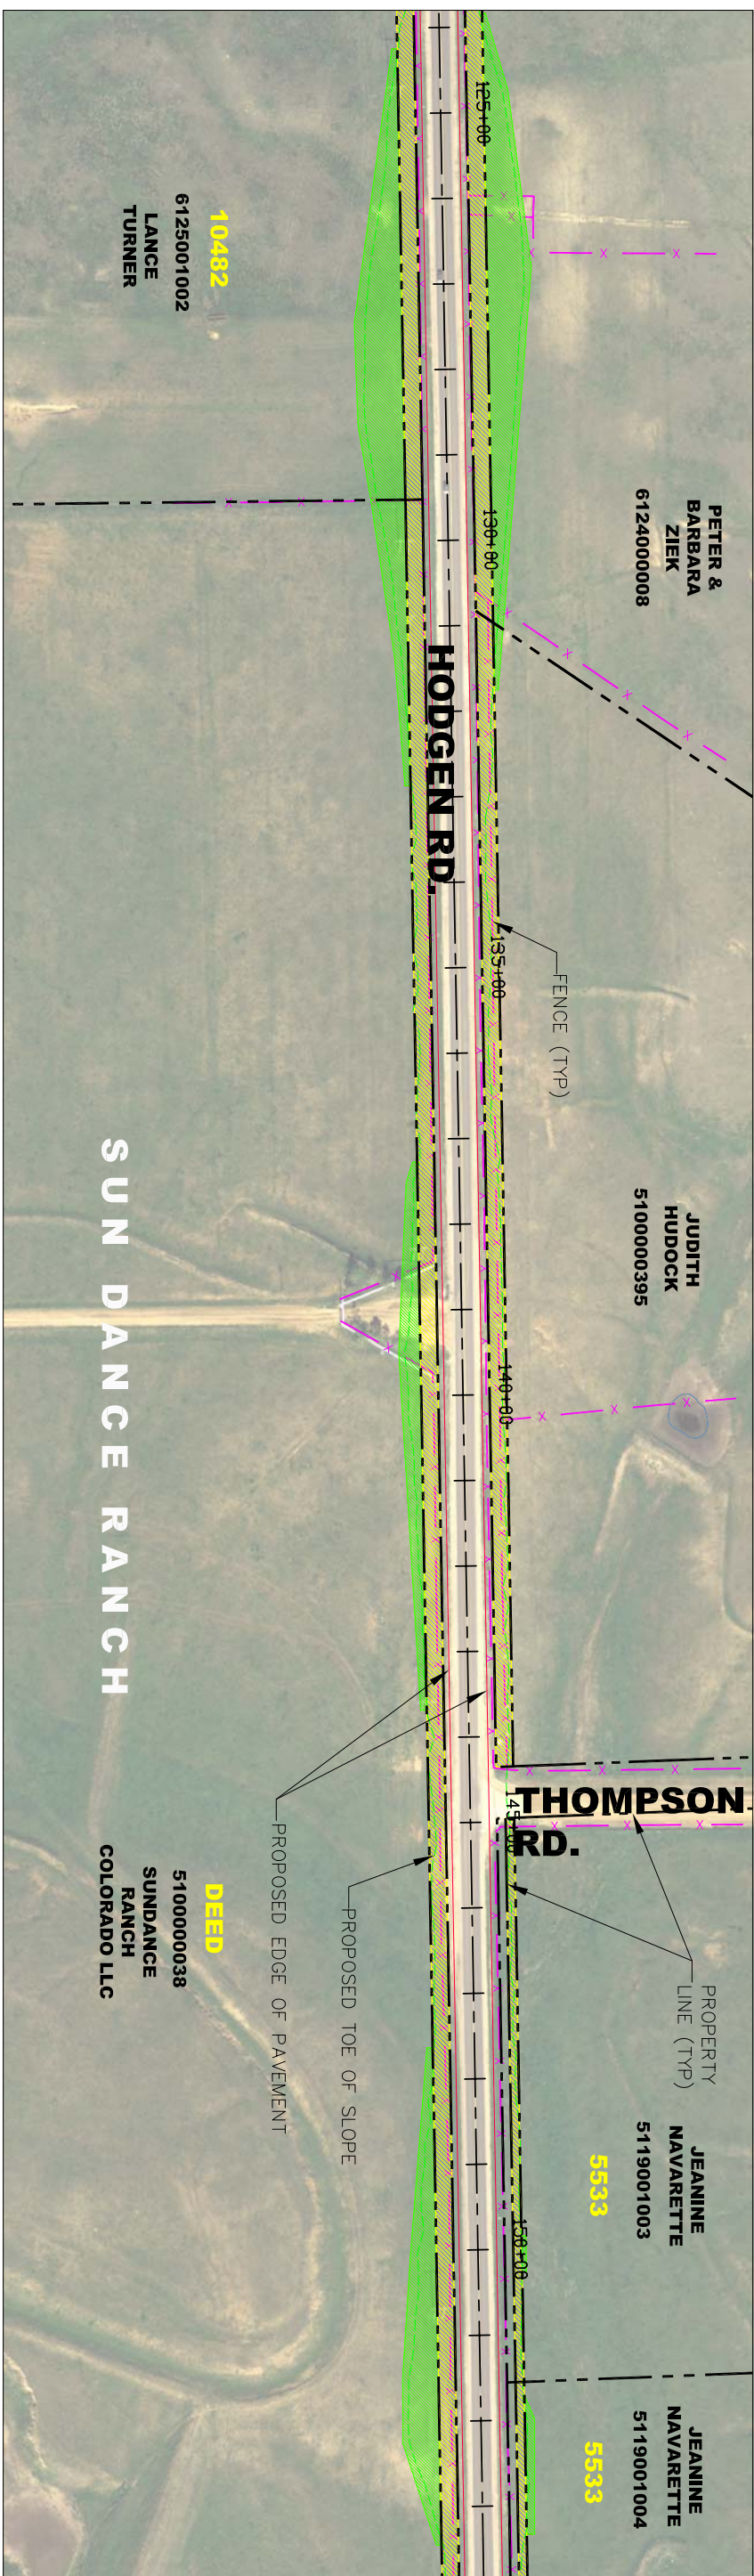 125+00
10482
6125001002
LANCE
TURNER
PETER &
BARBARA
ZIEK
6124000008
130+00
HODGEN RD.
135+00
FENCE (TYP)
SUN DANCE RANCH
JUDITH
HUDOCK
5100000395
140+00
THOMPSON
RD.
145+00
PROPERTY
LINE (TYP)
PROPOSED EDGE OF PAVEMENT
PROPOSED TOE OF SLOPE
DEED
5100000038
SUNDANCE
RANCH
COLORADO LLC
JEANINE
NAVARETTE
5119001003
5533
150+00
JEANINE
NAVARETTE
5119001004
5533